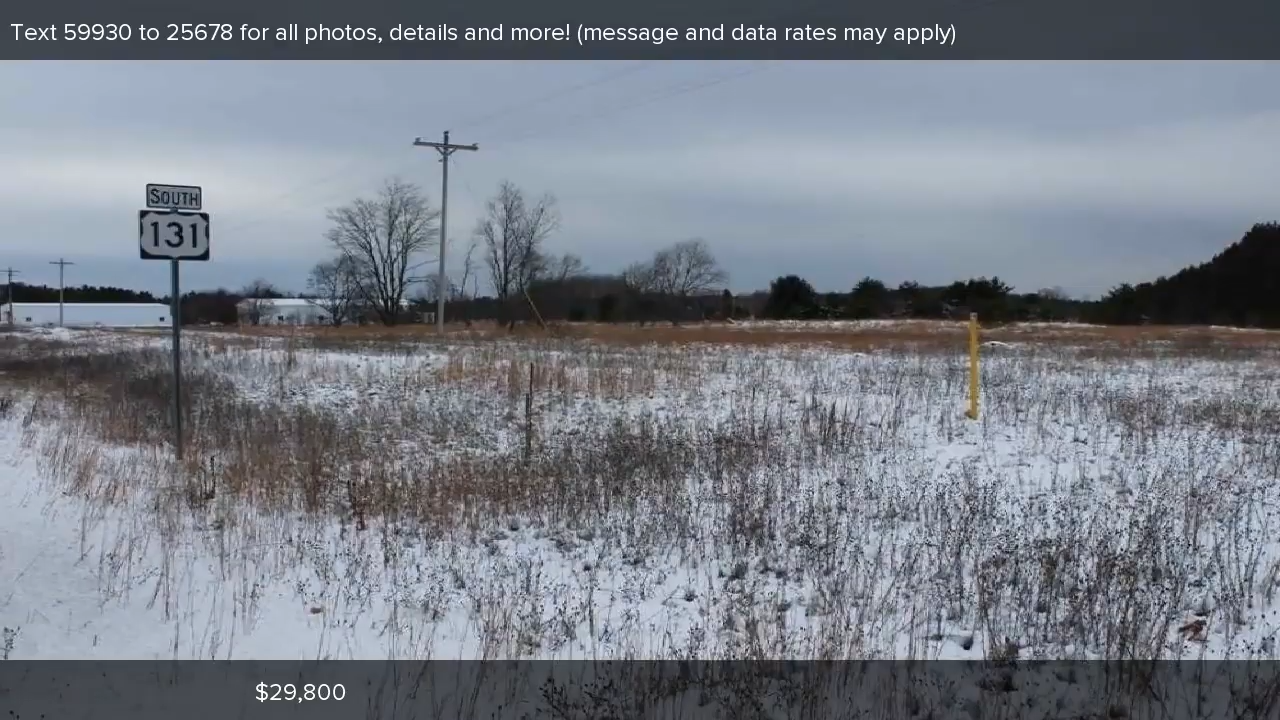 Text 59930 to 25678 for all photos, details and more! (message and data rates may apply)
SOUTH
131
$29,800